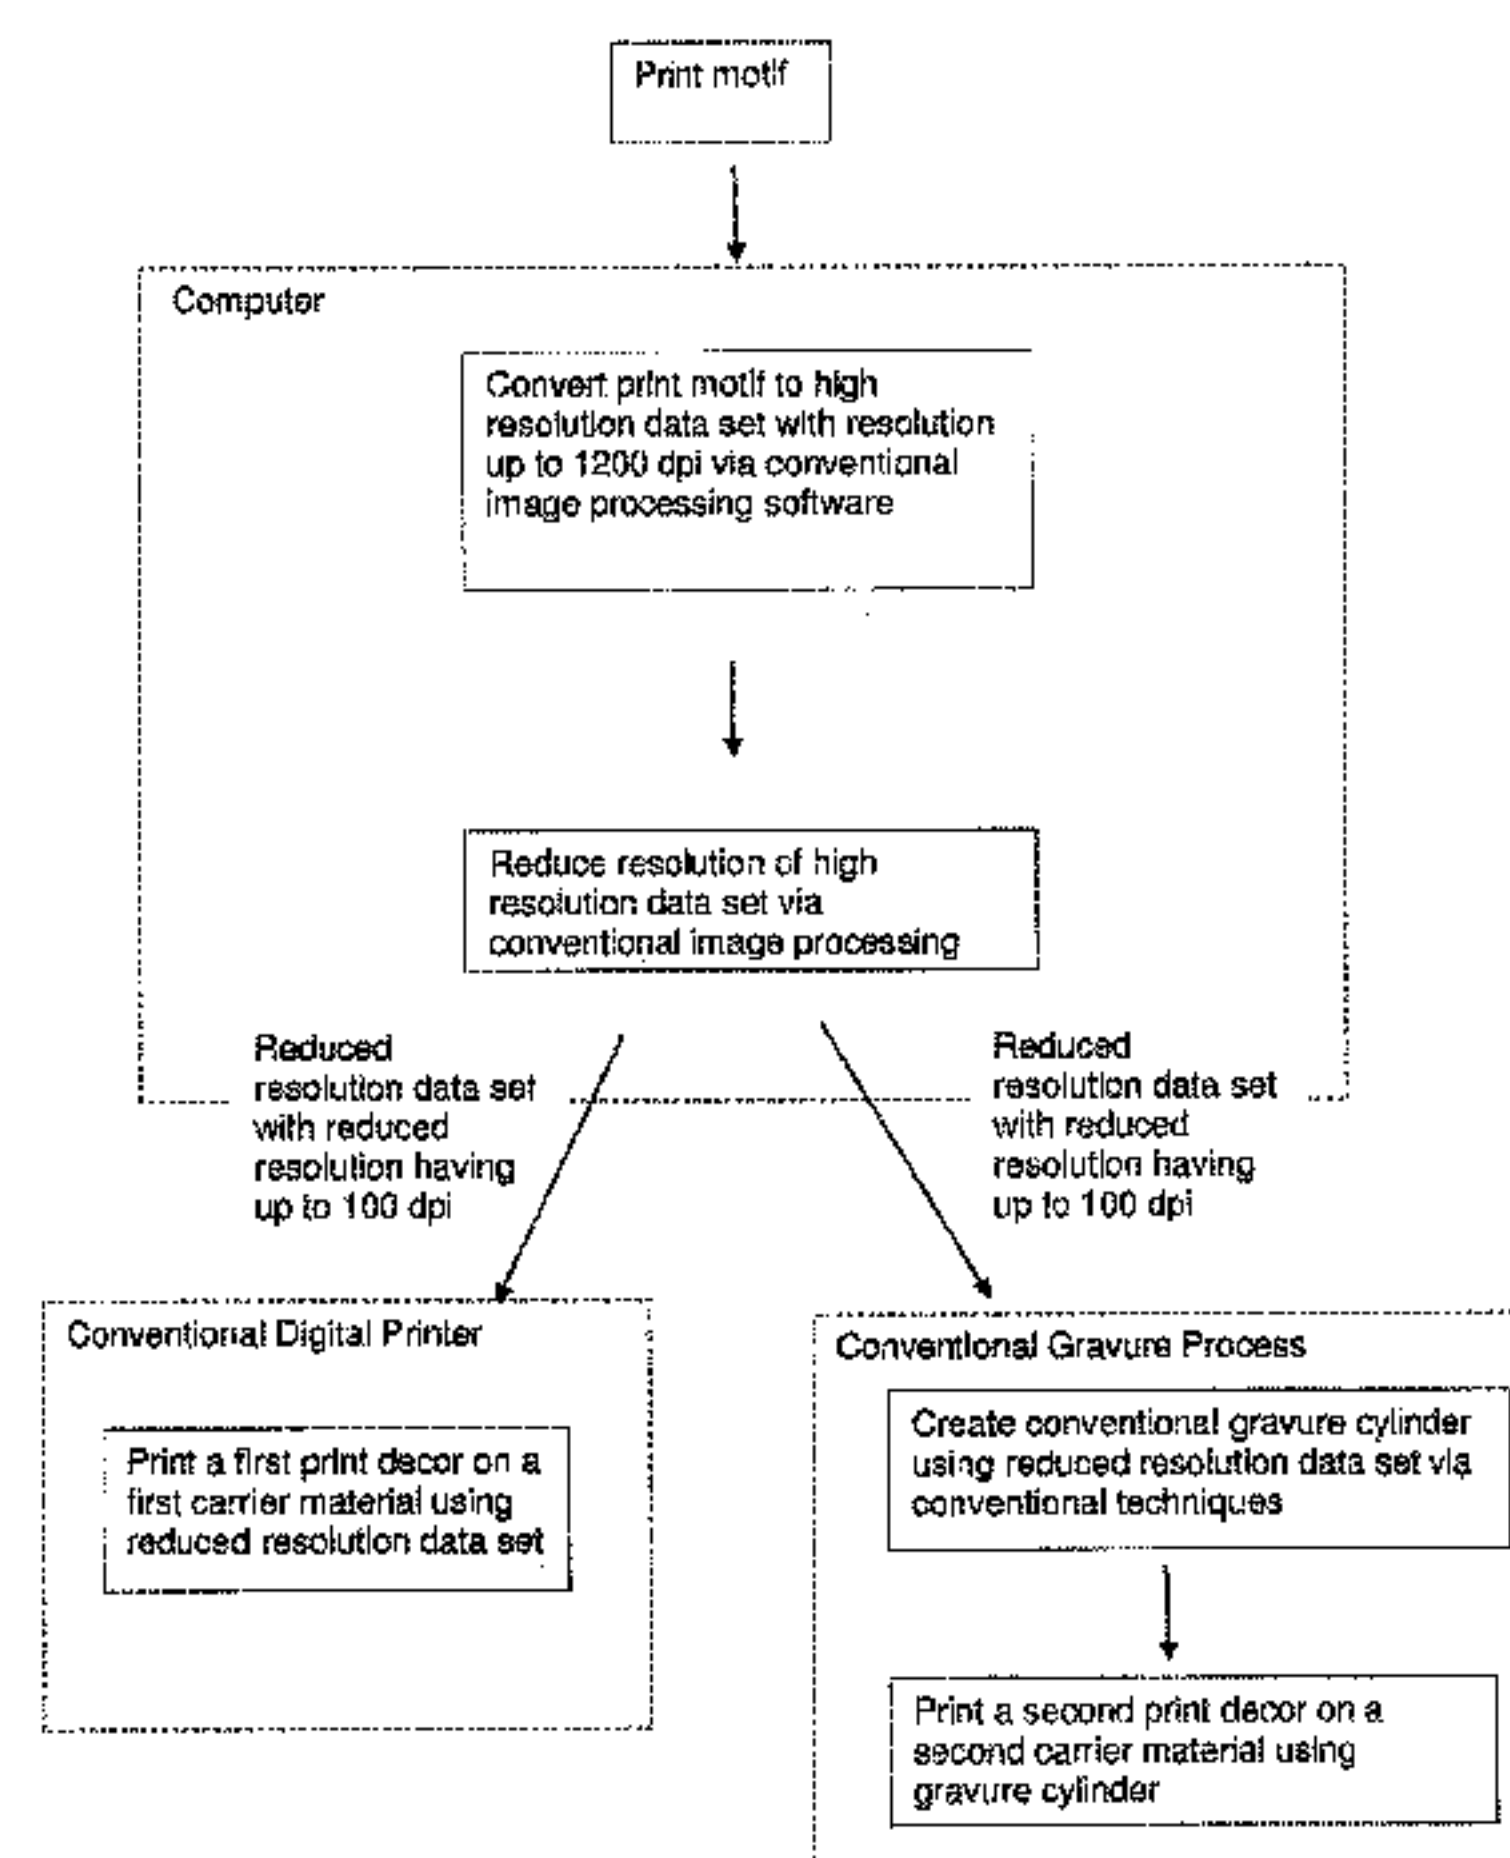 Print motif
Computer
Convert print motif to high
resolution data set with resolution
up to 1200 dpi via conventional
image processing software
Reduce resolution of high
resolution data set via
conventional image processing
Reduced
resolution data set
with reduced
resolution having
up to 100 dpi
Reduced
resolution data set
with reduced
resolution having
up to 100 dpi
Conventional Digital Printer
Print a first print decor on a
first carrier material using
reduced resolution data set
Conventional Gravure Process
Create conventional gravure cylinder
using reduced resolution data set via
conventional techniques
Print a second print decor on a
second carrier material using
gravure cylinder